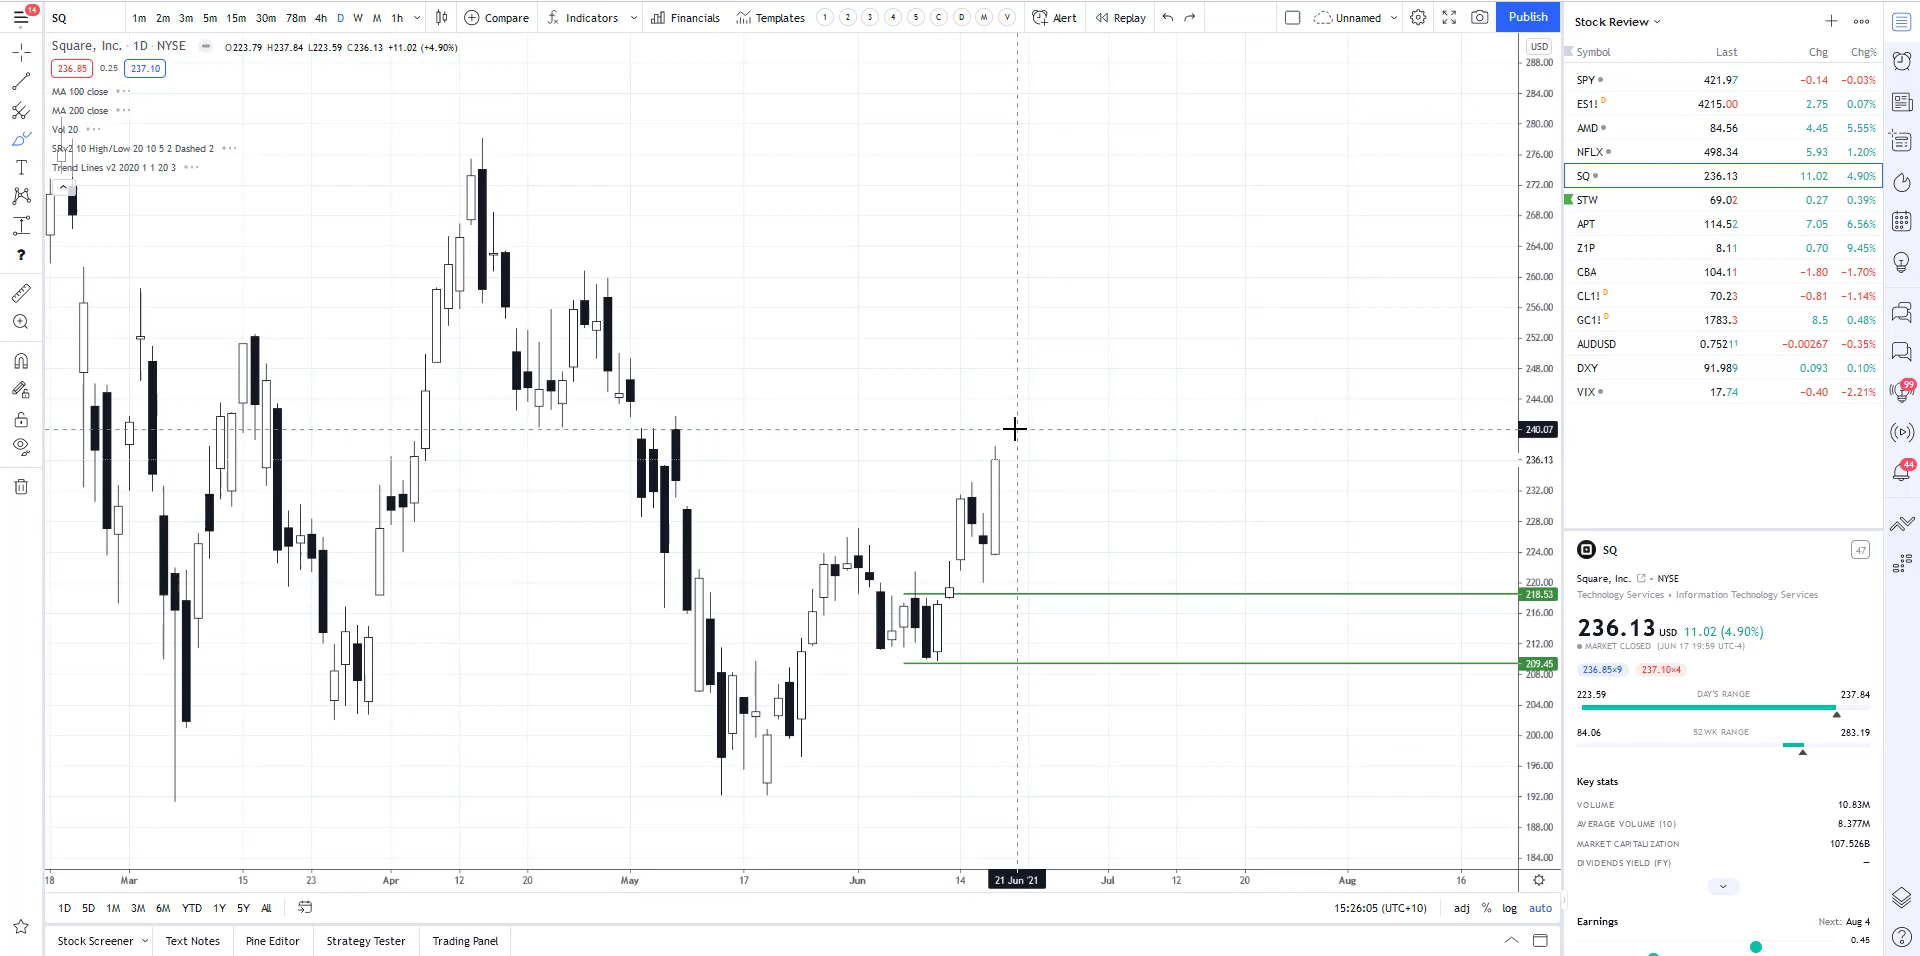 14
SQ 1m 2m 3m 5m 15m 30m 78m 4h D W M 1h Compare Indicators Financials Templates 1 2 3 4 5 C D M V Alert Replay Unnamed Publish
Square, Inc. · 1D · NYSE O223.79 H237.84 L223.59 C236.13 +11.02 (+4.90%)
236.85 0.25 237.10
MA 100 close
MA 200 close
Vol 20
SRv2 10 High/Low 20 10 5 2 Dashed 2
Trend Lines v2 2020 1 1 20 3
USD
288.00
284.00
280.00
276.00
272.00
268.00
264.00
260.00
256.00
252.00
248.00
244.00
240.07
236.13
232.00
228.00
224.00
220.00
218.53
216.00
212.00
209.45
208.00
204.00
200.00
196.00
192.00
188.00
184.00
18 Mar 15 23 Apr 12 20 May 17 Jun 14 21 Jun '21 Jul 12 20 Aug 16
1D 5D 1M 3M 6M YTD 1Y 5Y All 15:26:05 (UTC+10) adj % log auto
Stock Screener Text Notes Pine Editor Strategy Tester Trading Panel
Stock Review
Symbol Last Chg Chg%
SPY 421.97 −0.14 −0.03%
ES1! D 4215.00 2.75 0.07%
AMD 84.56 4.45 5.55%
NFLX 498.34 5.93 1.20%
SQ 236.13 11.02 4.90%
STW 69.02 0.27 0.39%
APT 114.52 7.05 6.56%
Z1P 8.11 0.70 9.45%
CBA 104.11 −1.80 −1.70%
CL1! D 70.23 −0.81 −1.14%
GC1! D 1783.3 8.5 0.48%
AUDUSD 0.75211 −0.00267 −0.35%
DXY 91.989 0.093 0.10%
VIX 17.74 −0.40 −2.21%
SQ 47
Square, Inc. - NYSE
Technology Services • Information Technology Services
236.13 USD 11.02 (4.90%)
MARKET CLOSED (JUN 17 19:59 UTC-4)
236.85×9 237.10×4
223.59 DAY'S RANGE 237.84
84.06 52WK RANGE 283.19
Key stats
VOLUME 10.83M
AVERAGE VOLUME (10) 8.377M
MARKET CAPITALIZATION 107.526B
DIVIDENDS YIELD (FY) —
Earnings Next: Aug 4
0.45
99
44